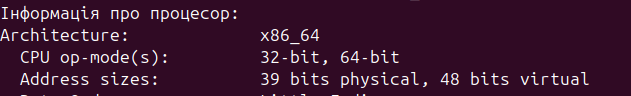 Інформація про процесор:
Architecture: x86_64
CPU op-mode(s): 32-bit, 64-bit
Address sizes: 39 bits physical, 48 bits virtual